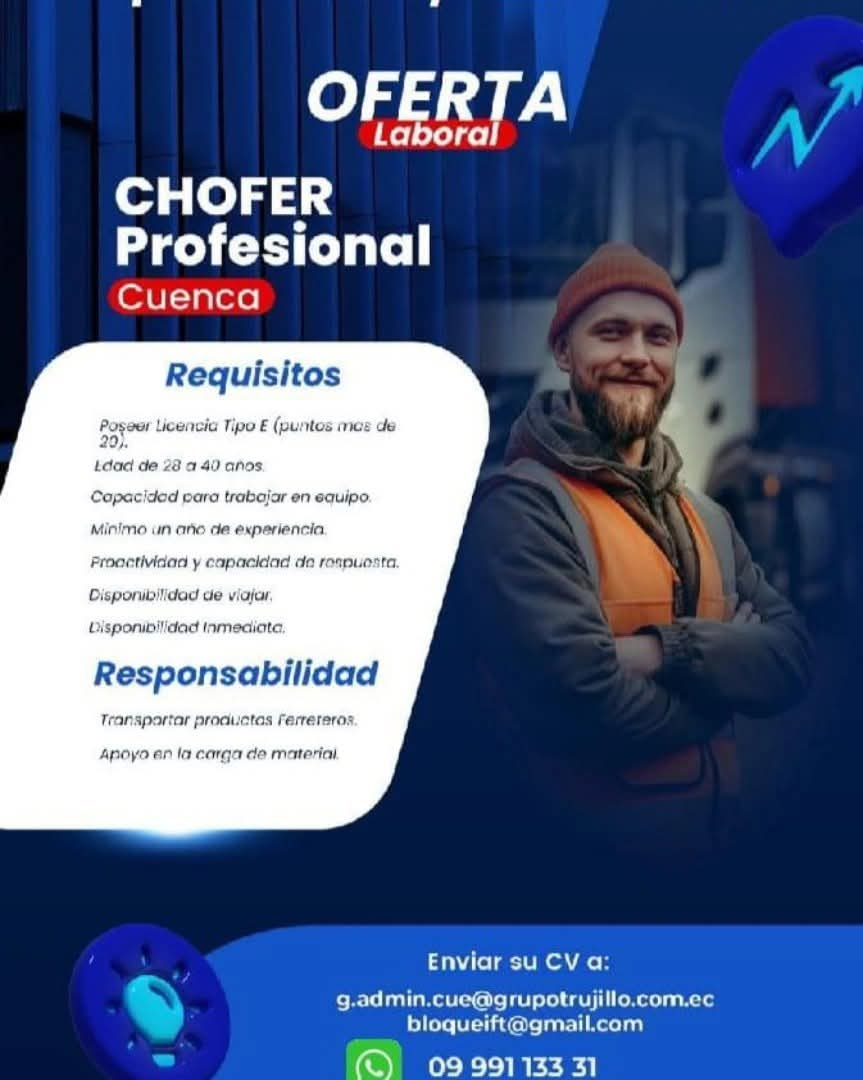 OFERTA
Laboral
CHOFER
Profesional
Cuenca
Requisitos
Poseer Licencia Tipo E (puntos mas de
20).
Edad de 28 a 40 años.
Capacidad para trabajar en equipo.
Minimo un año de experiencia.
Proactividad y capacidad de respuesta.
Disponibilidad de viajar.
Disponibilidad Inmediata.
Responsabilidad
Transportar productos Ferreteros.
Apoyo en la carga de material.
Enviar su CV a:
g.admin.cue@grupotrujillo.com.ec
bloqueift@gmail.com
09 991 133 31